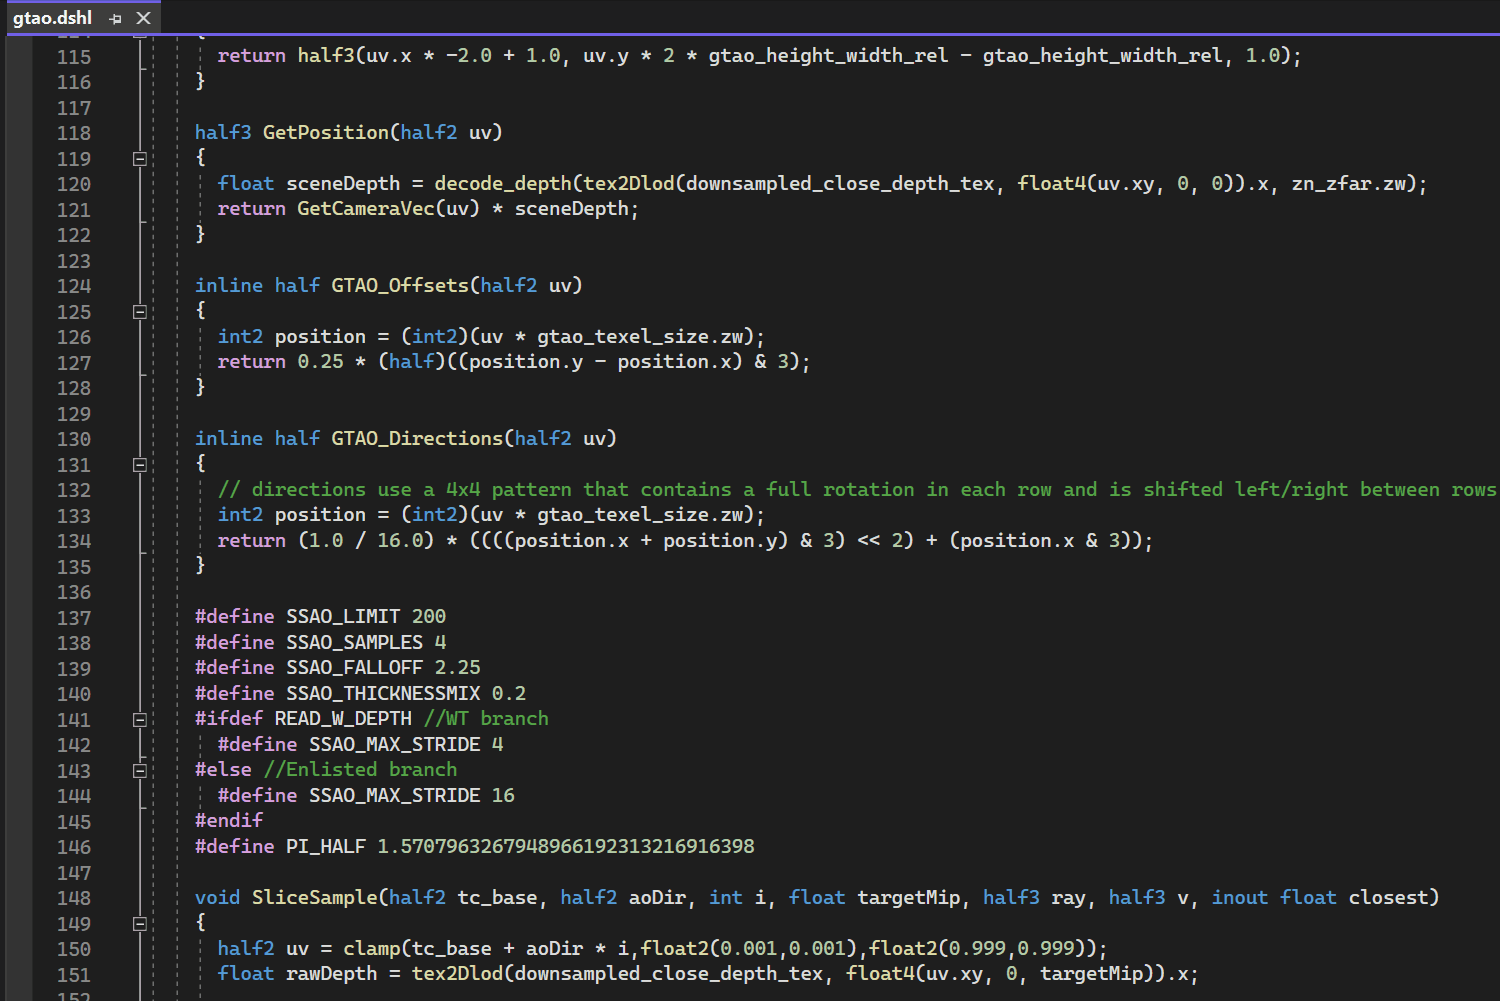 gtao.dshl
115 return half3(uv.x * -2.0 + 1.0, uv.y * 2 * gtao_height_width_rel - gtao_height_width_rel, 1.0);
116 }
117
118 half3 GetPosition(half2 uv)
119 {
120 float sceneDepth = decode_depth(tex2Dlod(downsampled_close_depth_tex, float4(uv.xy, 0, 0)).x, zn_zfar.zw);
121 return GetCameraVec(uv) * sceneDepth;
122 }
123
124 inline half GTAO_Offsets(half2 uv)
125 {
126 int2 position = (int2)(uv * gtao_texel_size.zw);
127 return 0.25 * (half)((position.y - position.x) & 3);
128 }
129
130 inline half GTAO_Directions(half2 uv)
131 {
132 // directions use a 4x4 pattern that contains a full rotation in each row and is shifted left/right between rows
133 int2 position = (int2)(uv * gtao_texel_size.zw);
134 return (1.0 / 16.0) * ((((position.x + position.y) & 3) << 2) + (position.x & 3));
135 }
136
137 #define SSAO_LIMIT 200
138 #define SSAO_SAMPLES 4
139 #define SSAO_FALLOFF 2.25
140 #define SSAO_THICKNESSMIX 0.2
141 #ifdef READ_W_DEPTH //WT branch
142 #define SSAO_MAX_STRIDE 4
143 #else //Enlisted branch
144 #define SSAO_MAX_STRIDE 16
145 #endif
146 #define PI_HALF 1.5707963267948966192313216916398
147
148 void SliceSample(half2 tc_base, half2 aoDir, int i, float targetMip, half3 ray, half3 v, inout float closest)
149 {
150 half2 uv = clamp(tc_base + aoDir * i,float2(0.001,0.001),float2(0.999,0.999));
151 float rawDepth = tex2Dlod(downsampled_close_depth_tex, float4(uv.xy, 0, targetMip)).x;
152